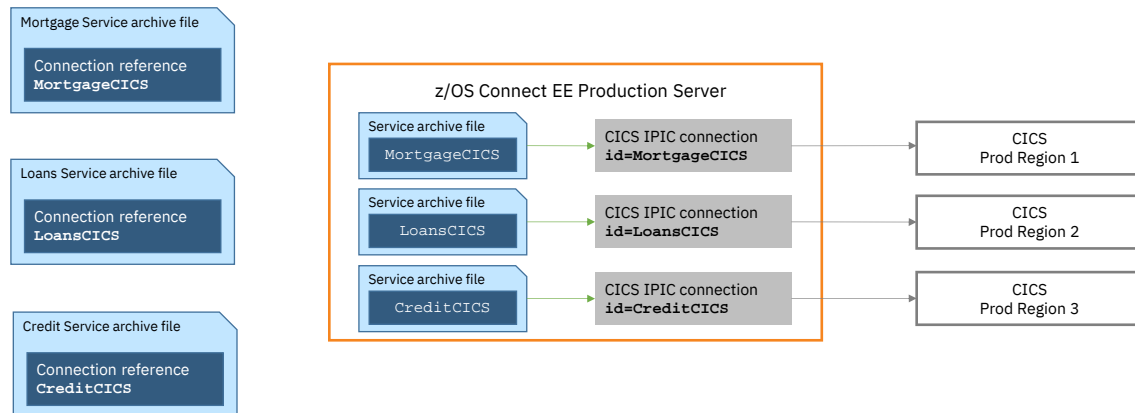 Mortgage Service archive file
Connection reference
MortgageCICS
Loans Service archive file
Connection reference
LoansCICS
Credit Service archive file
Connection reference
CreditCICS
z/OS Connect EE Production Server
Service archive file
MortgageCICS
CICS IPIC connection
id=MortgageCICS
CICS
Prod Region 1
Service archive file
LoansCICS
CICS IPIC connection
id=LoansCICS
CICS
Prod Region 2
Service archive file
CreditCICS
CICS IPIC connection
id=CreditCICS
CICS
Prod Region 3